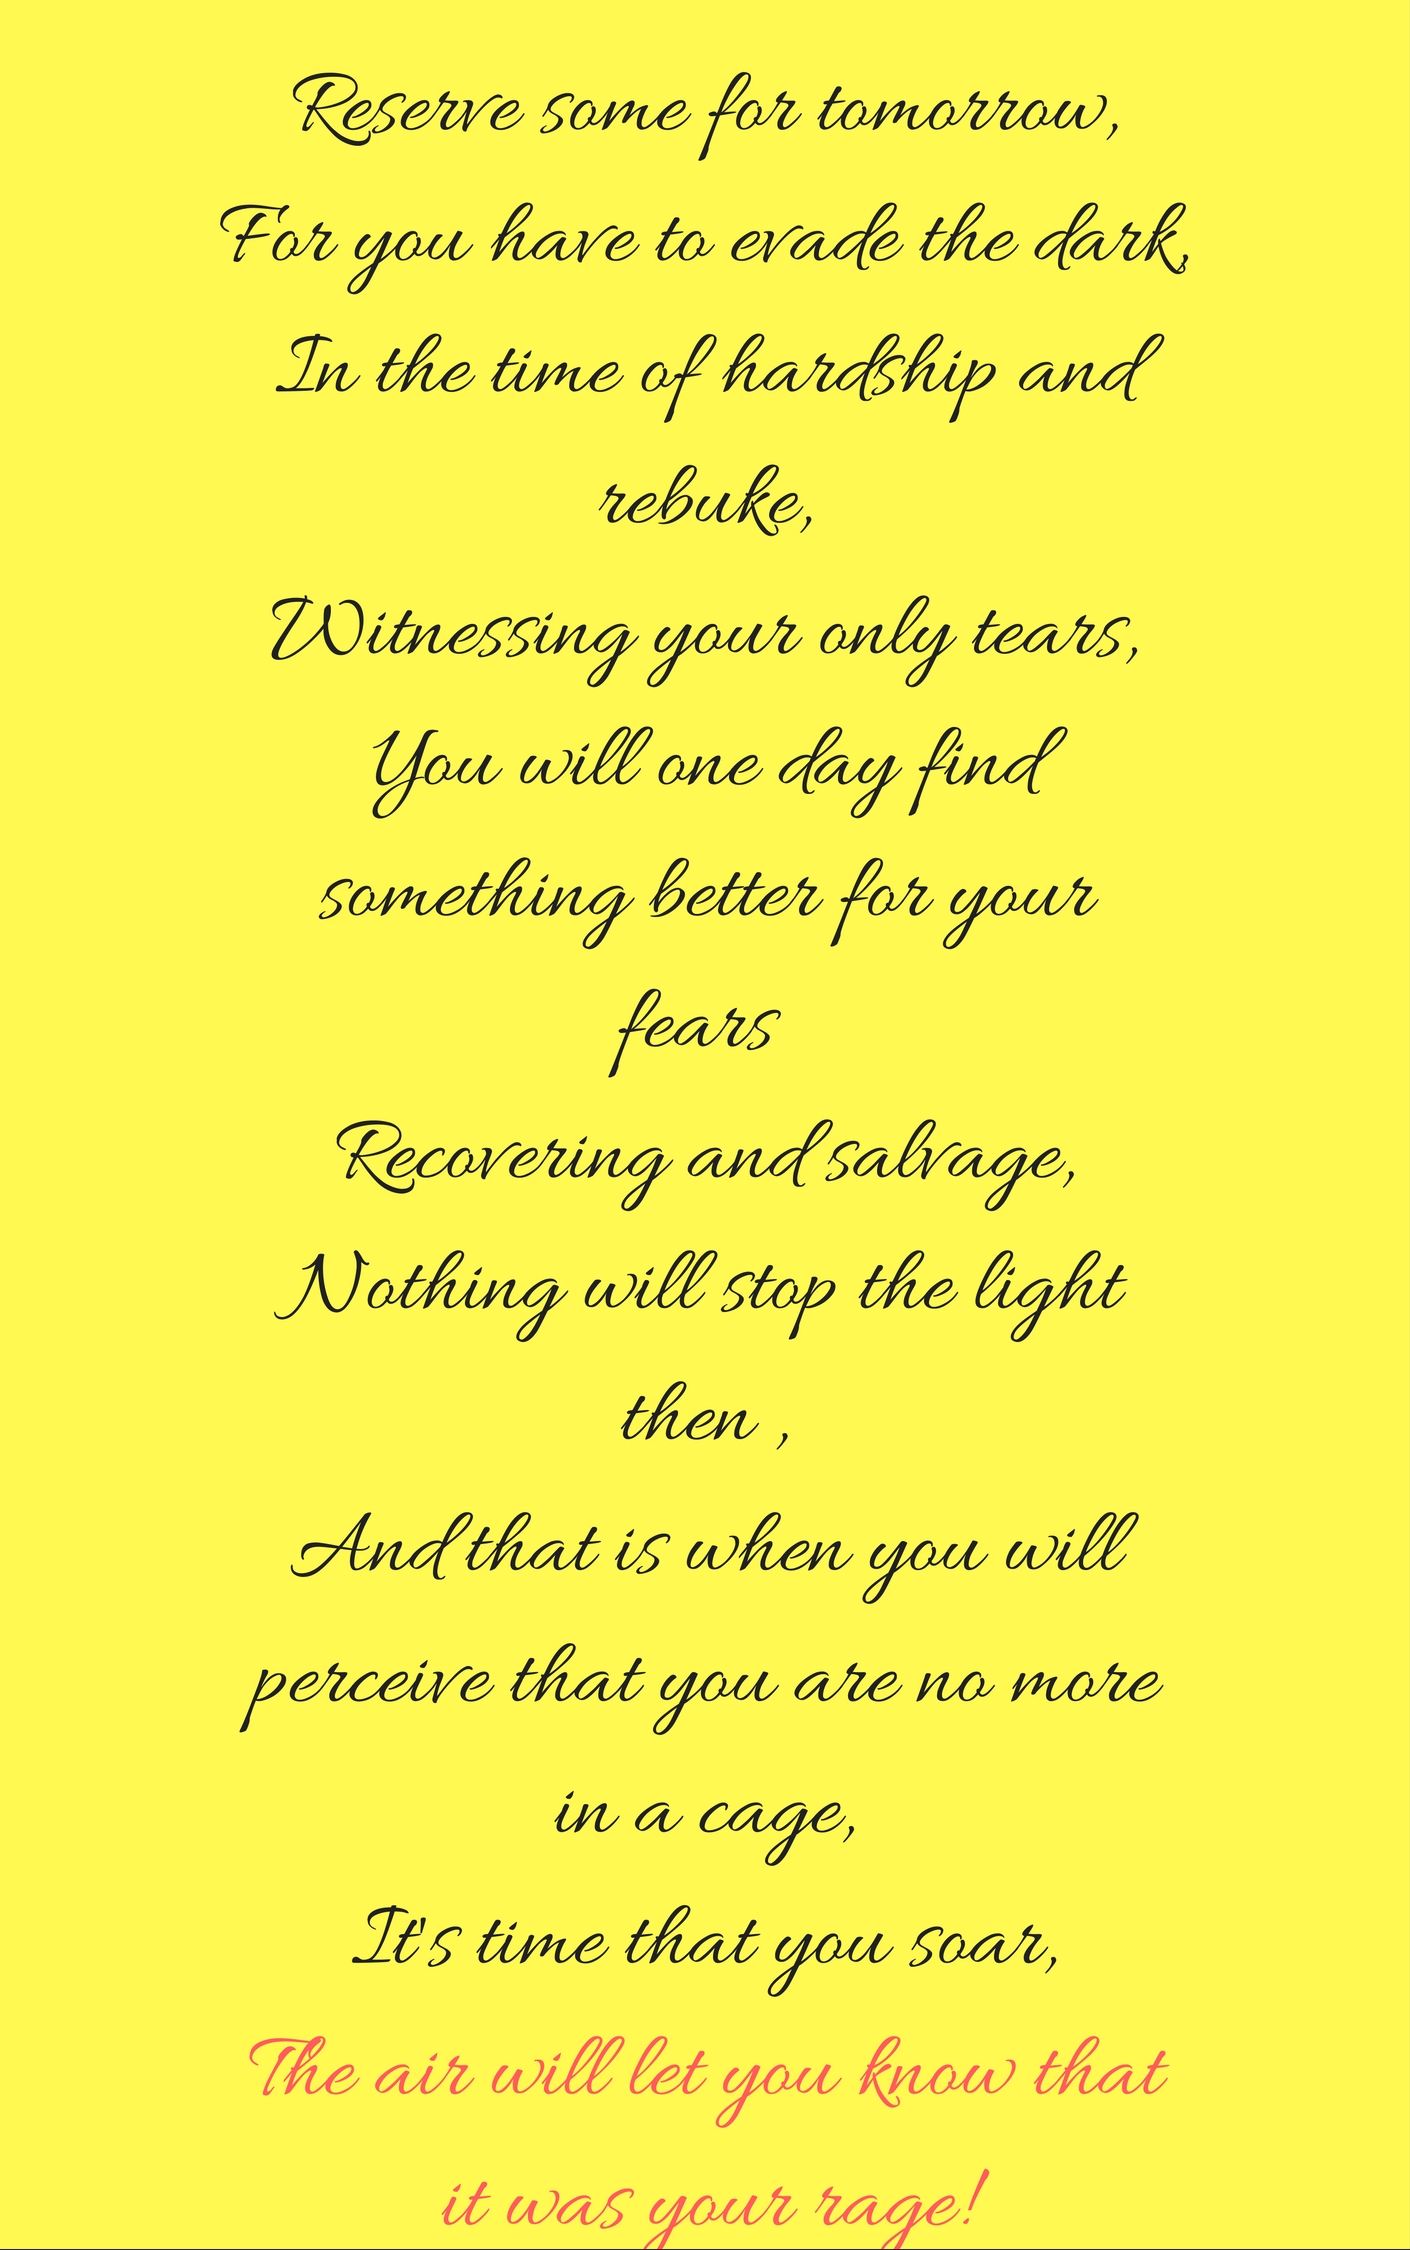 Reserve some for tomorrow,
For you have to evade the dark,
In the time of hardship and
rebuke,
Witnessing your only tears,
You will one day find
something better for your
fears
Recovering and salvage,
Nothing will stop the light
then ,
And that is when you will
perceive that you are no more
in a cage,
It's time that you soar,
The air will let you know that
it was your rage!